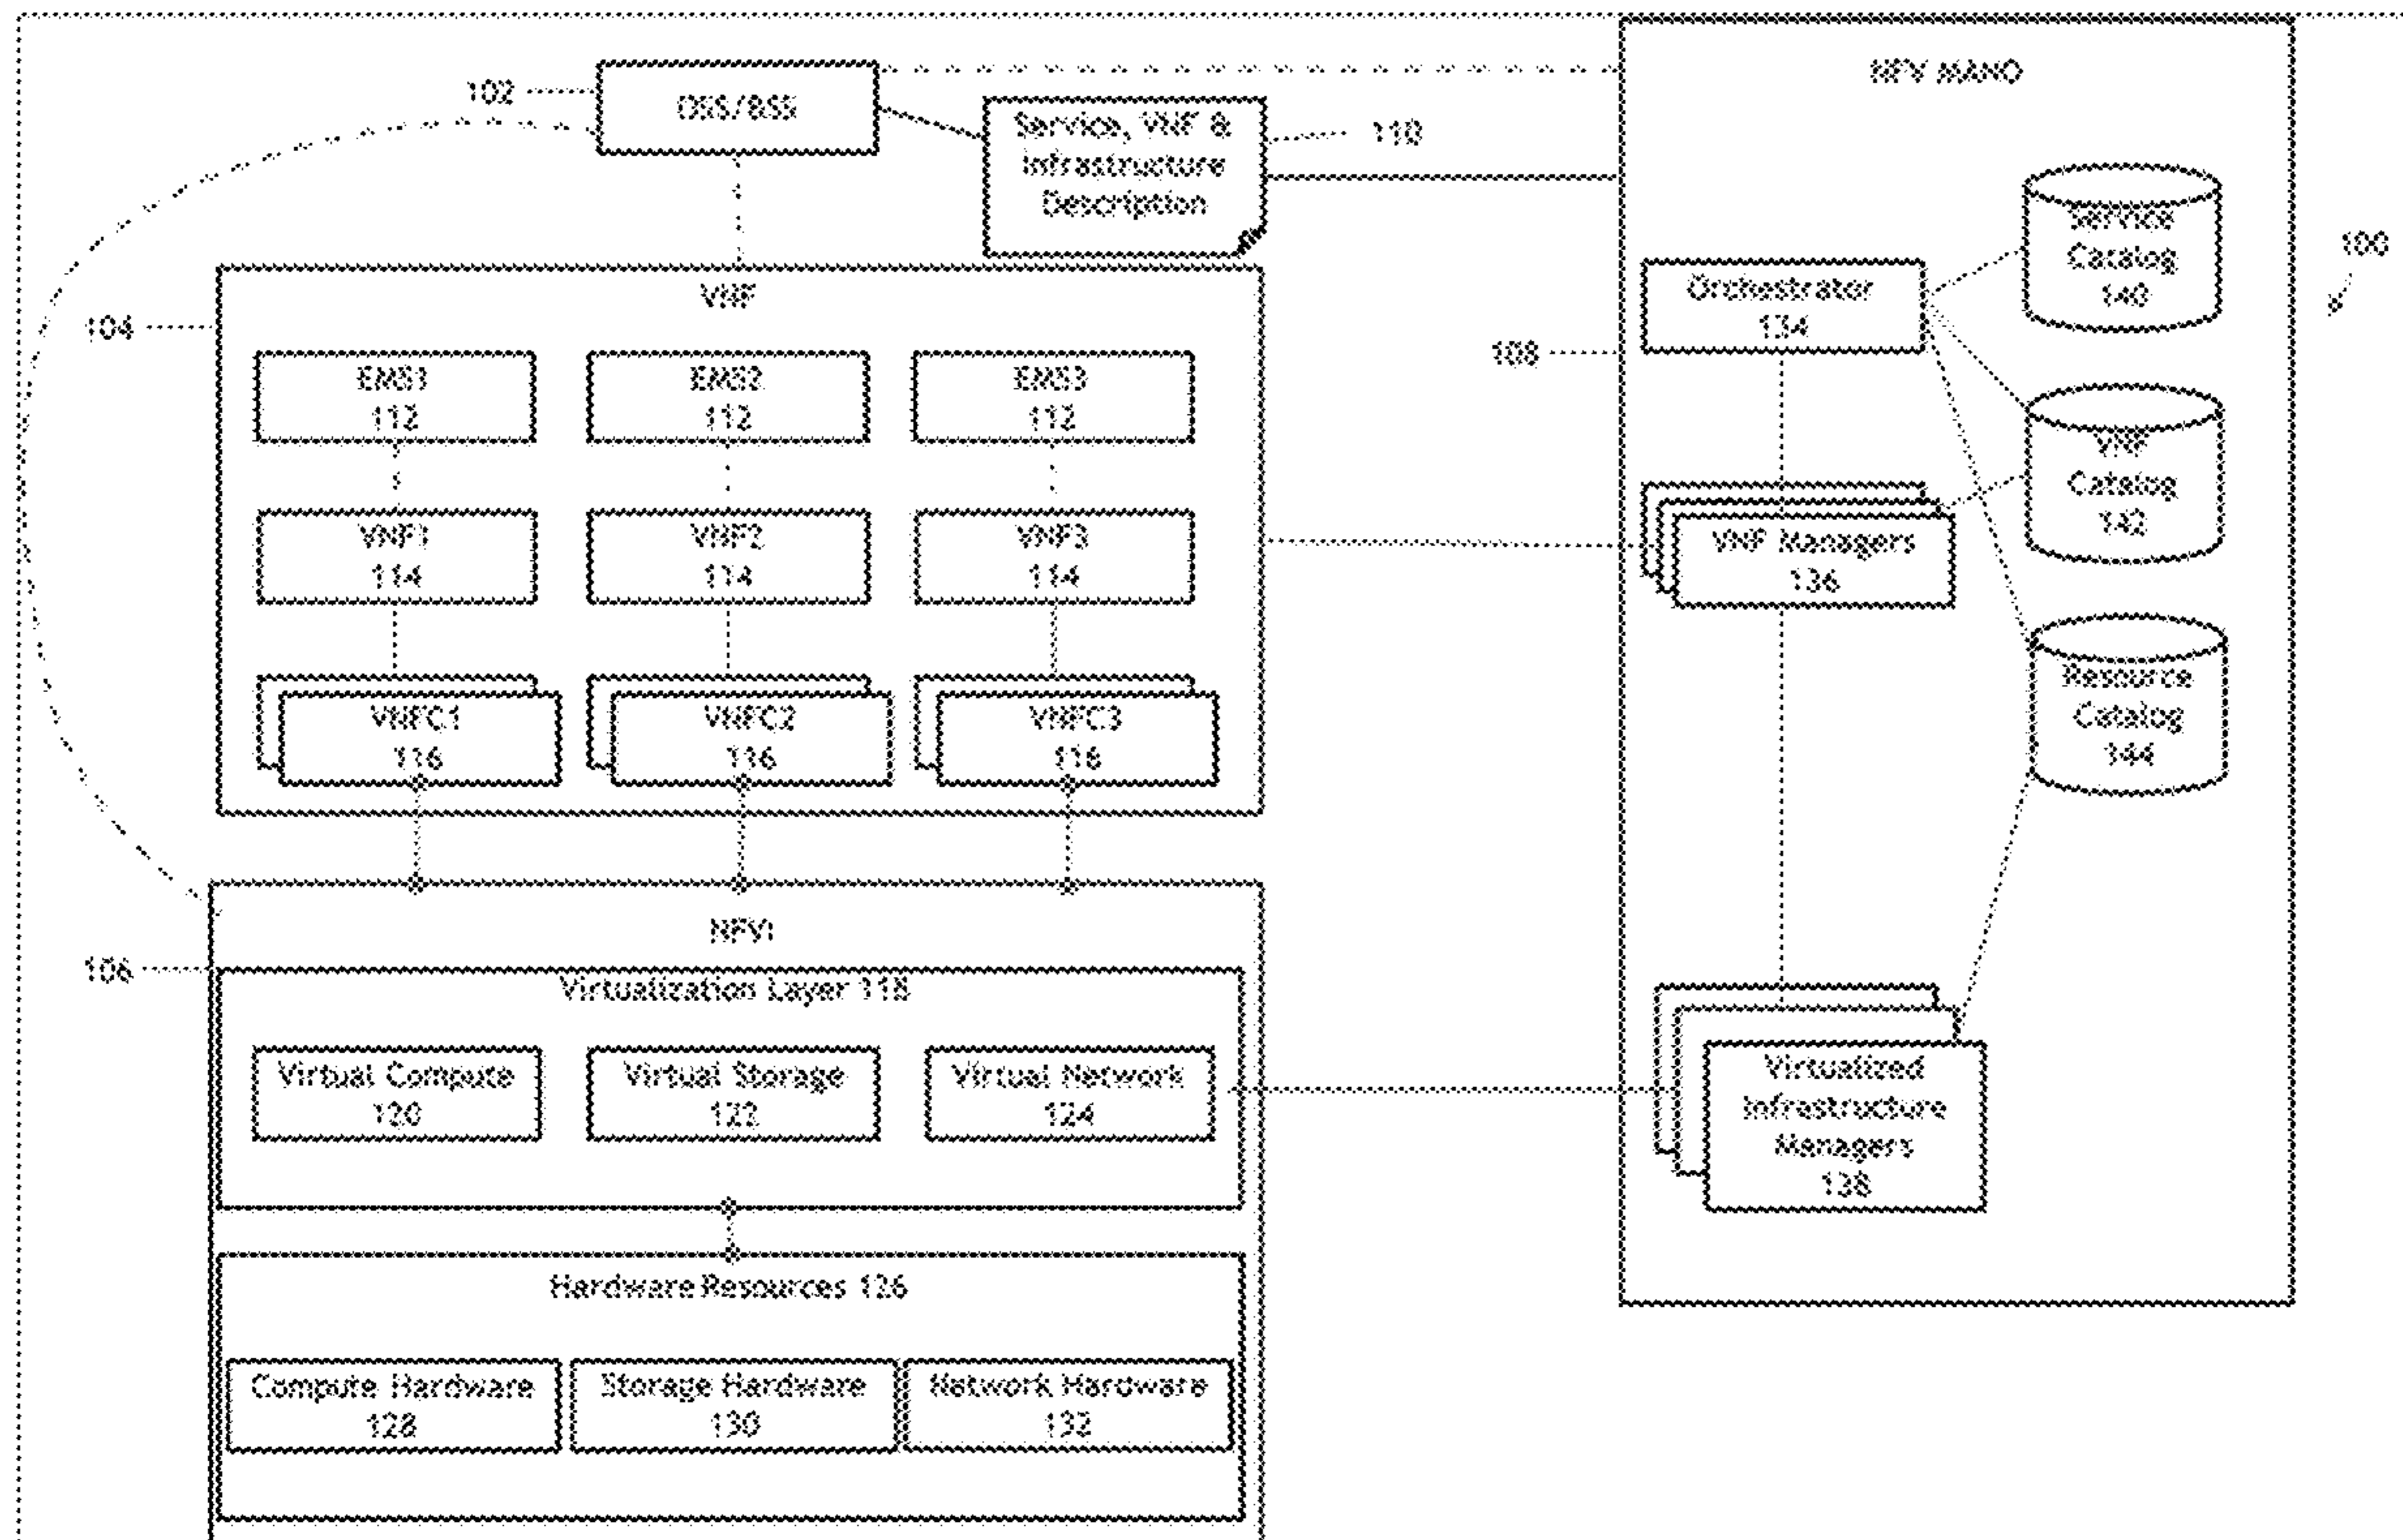 NFV MANO
102
OSS/BSS
Service, VNF &
Infrastructure
Description
110
Service
Catalog
140
100
Orchestrator
134
108
VNF
104
EMS1
112
EMS2
112
EMS3
112
VNF
Catalog
142
VNF1
114
VNF2
114
VNF3
114
VNF Managers
136
Resource
Catalog
144
VNFC1
116
VNFC2
116
VNFC3
116
NFVI
106
Virtualization Layer 118
Virtual Compute
120
Virtual Storage
122
Virtual Network
124
Virtualized
Infrastructure
Managers
138
Hardware Resources 126
Compute Hardware
128
Storage Hardware
130
Network Hardware
132